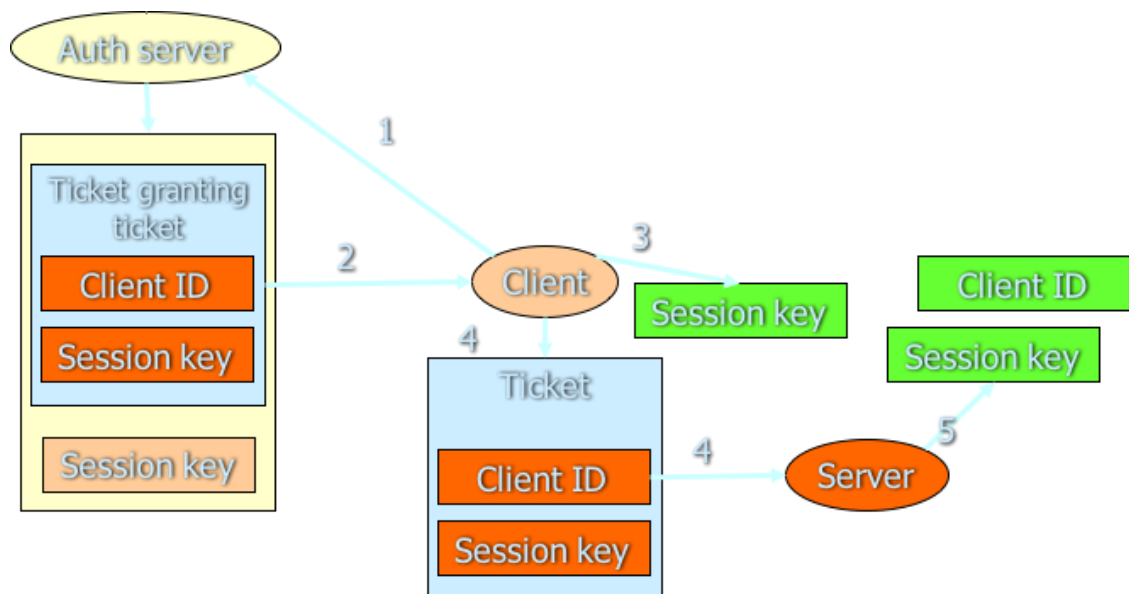 Auth server
1
Ticket granting
ticket
Client ID
Session key
Session key
2
Client
3
Session key
Client ID
Session key
4
Ticket
Client ID
Session key
4
Server
5